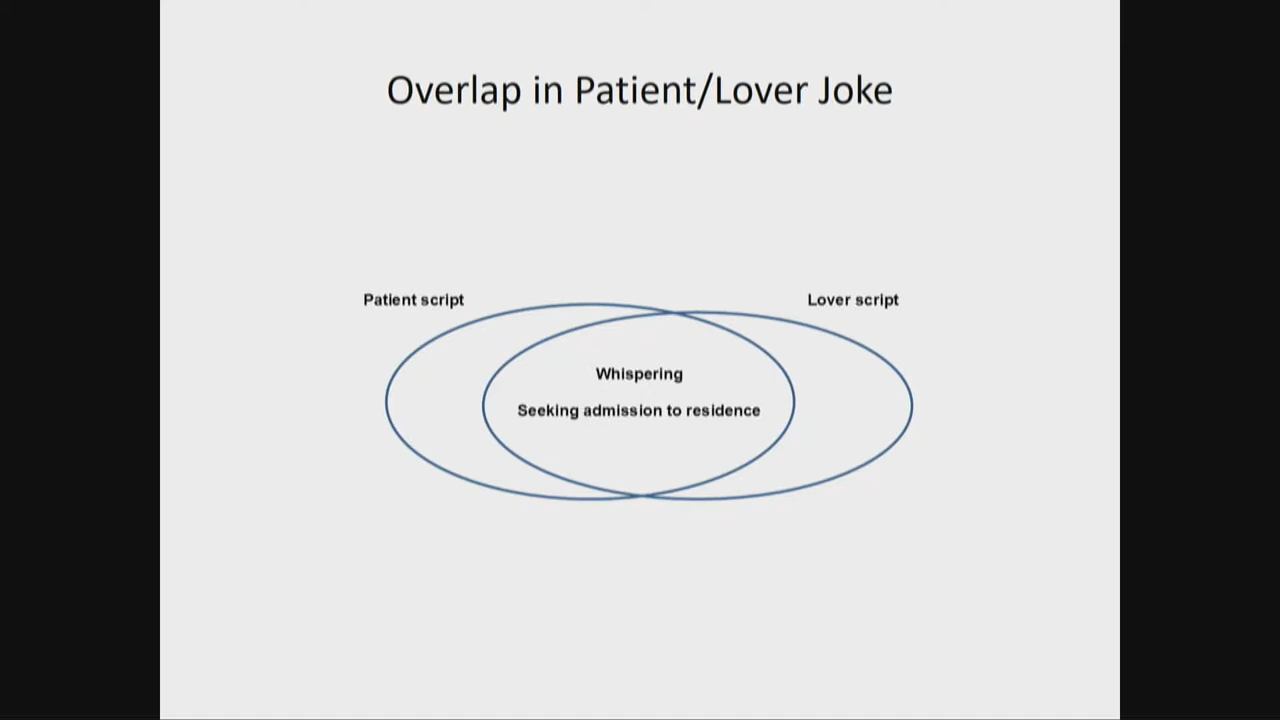 Overlap in Patient/Lover Joke
Patient script
Lover script
Whispering
Seeking admission to residence